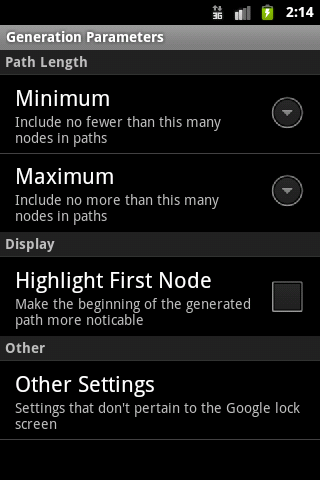 3G 2:14
Generation Parameters
Path Length
Minimum
Include no fewer than this many
nodes in paths
Maximum
Include no more than this many
nodes in paths
Display
Highlight First Node
Make the beginning of the generated
path more noticable
Other
Other Settings
Settings that don't pertain to the Google lock
screen